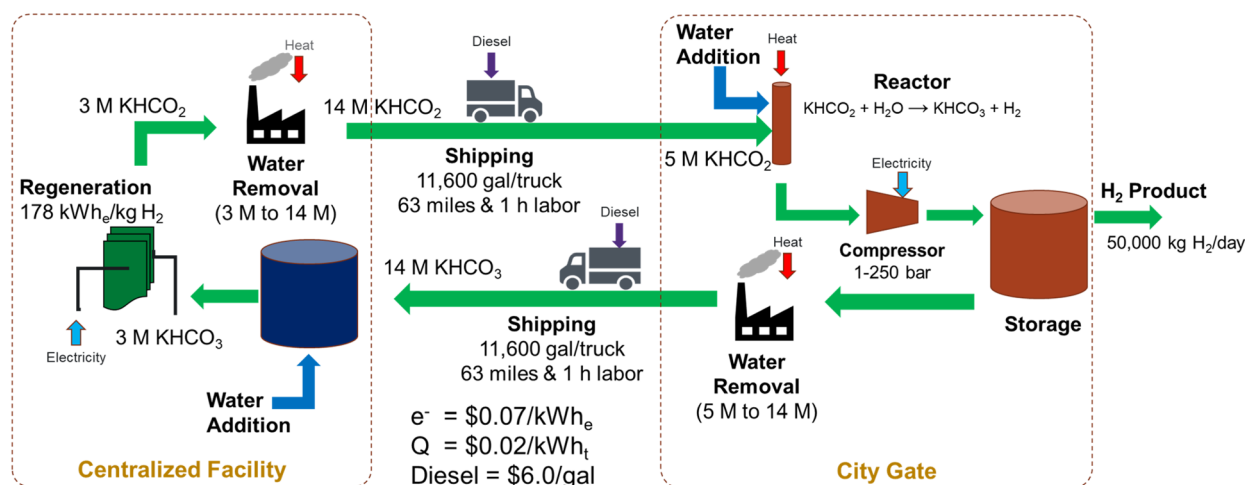 Heat
3 M KHCO₂
Water
Removal
(3 M to 14 M)
Regeneration
178 kWhₑ/kg H₂
Electricity
3 M KHCO₃
Water
Addition
Centralized Facility
14 M KHCO₂
Diesel
Shipping
11,600 gal/truck
63 miles & 1 h labor
Diesel
14 M KHCO₃
Shipping
11,600 gal/truck
63 miles & 1 h labor
e⁻ = $0.07/kWhₑ
Q = $0.02/kWhₜ
Diesel = $6.0/gal
Water
Addition
Heat
Reactor
KHCO₂ + H₂O → KHCO₃ + H₂
5 M KHCO₂
Electricity
Compressor
1-250 bar
Storage
H₂ Product
50,000 kg H₂/day
Heat
Water
Removal
(5 M to 14 M)
City Gate